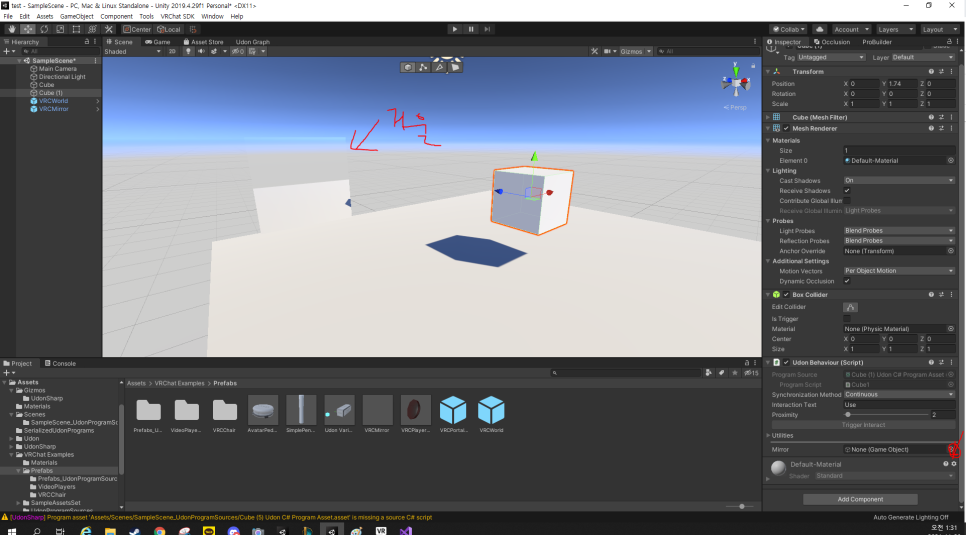 test - SampleScene - PC, Mac & Linux Standalone - Unity 2019.4.29f1 Personal* <DX11>
File Edit Assets GameObject Component Tools VRChat SDK Window Help
Center Local Collab Account Layers Layout
Hierarchy Scene Game Asset Store Udon Graph Inspector Occlusion ProBuilder
All Shaded 2D Gizmos All
SampleScene*
Main Camera
Directional Light
Cube
Cube (1)
VRCWorld
VRCMirror
거울
y
x
z
Persp
Tag Untagged Layer Default
Transform
Position X 0 Y 1.74 Z 0
Rotation X 0 Y 0 Z 0
Scale X 1 Y 1 Z 1
Cube (Mesh Filter)
Mesh Renderer
Materials
Size 1
Element 0 Default-Material
Lighting
Cast Shadows On
Receive Shadows
Contribute Global Illum
Receive Global Illumin Light Probes
Probes
Light Probes Blend Probes
Reflection Probes Blend Probes
Anchor Override None (Transform)
Additional Settings
Motion Vectors Per Object Motion
Dynamic Occlusion
Box Collider
Edit Collider
Is Trigger
Material None (Physic Material)
Center X 0 Y 0 Z 0
Size X 1 Y 1 Z 1
Udon Behaviour (Script)
Program Source Cube (1) Udon C# Program Asset
Program Script Cube1
Synchronization Method Continuous
Interaction Text Use
Proximity 2
Trigger Interact
Utilities
Mirror None (Game Object)
Default-Material
Shader Standard
Add Component
Project Console
15
Assets
Gizmos
UdonSharp
Materials
Scenes
SampleScene_UdonProgramSc
SerializedUdonPrograms
Udon
UdonSharp
VRChat Examples
Materials
Prefabs
Prefabs_UdonProgramSourc
VideoPlayers
VRCChair
SampleAssetsSet
UdonProgramSources
Assets > VRChat Examples > Prefabs
Prefabs_U... VideoPlaye... VRCChair AvatarPed... SimplePen... Udon Vari... VRCMirror VRCPlayer... VRCPortal... VRCWorld
[UdonSharp] Program asset 'Assets/Scenes/SampleScene_UdonProgramSources/Cube (5) Udon C# Program Asset.asset' is missing a source C# script
Auto Generate Lighting Off
오전 1:31